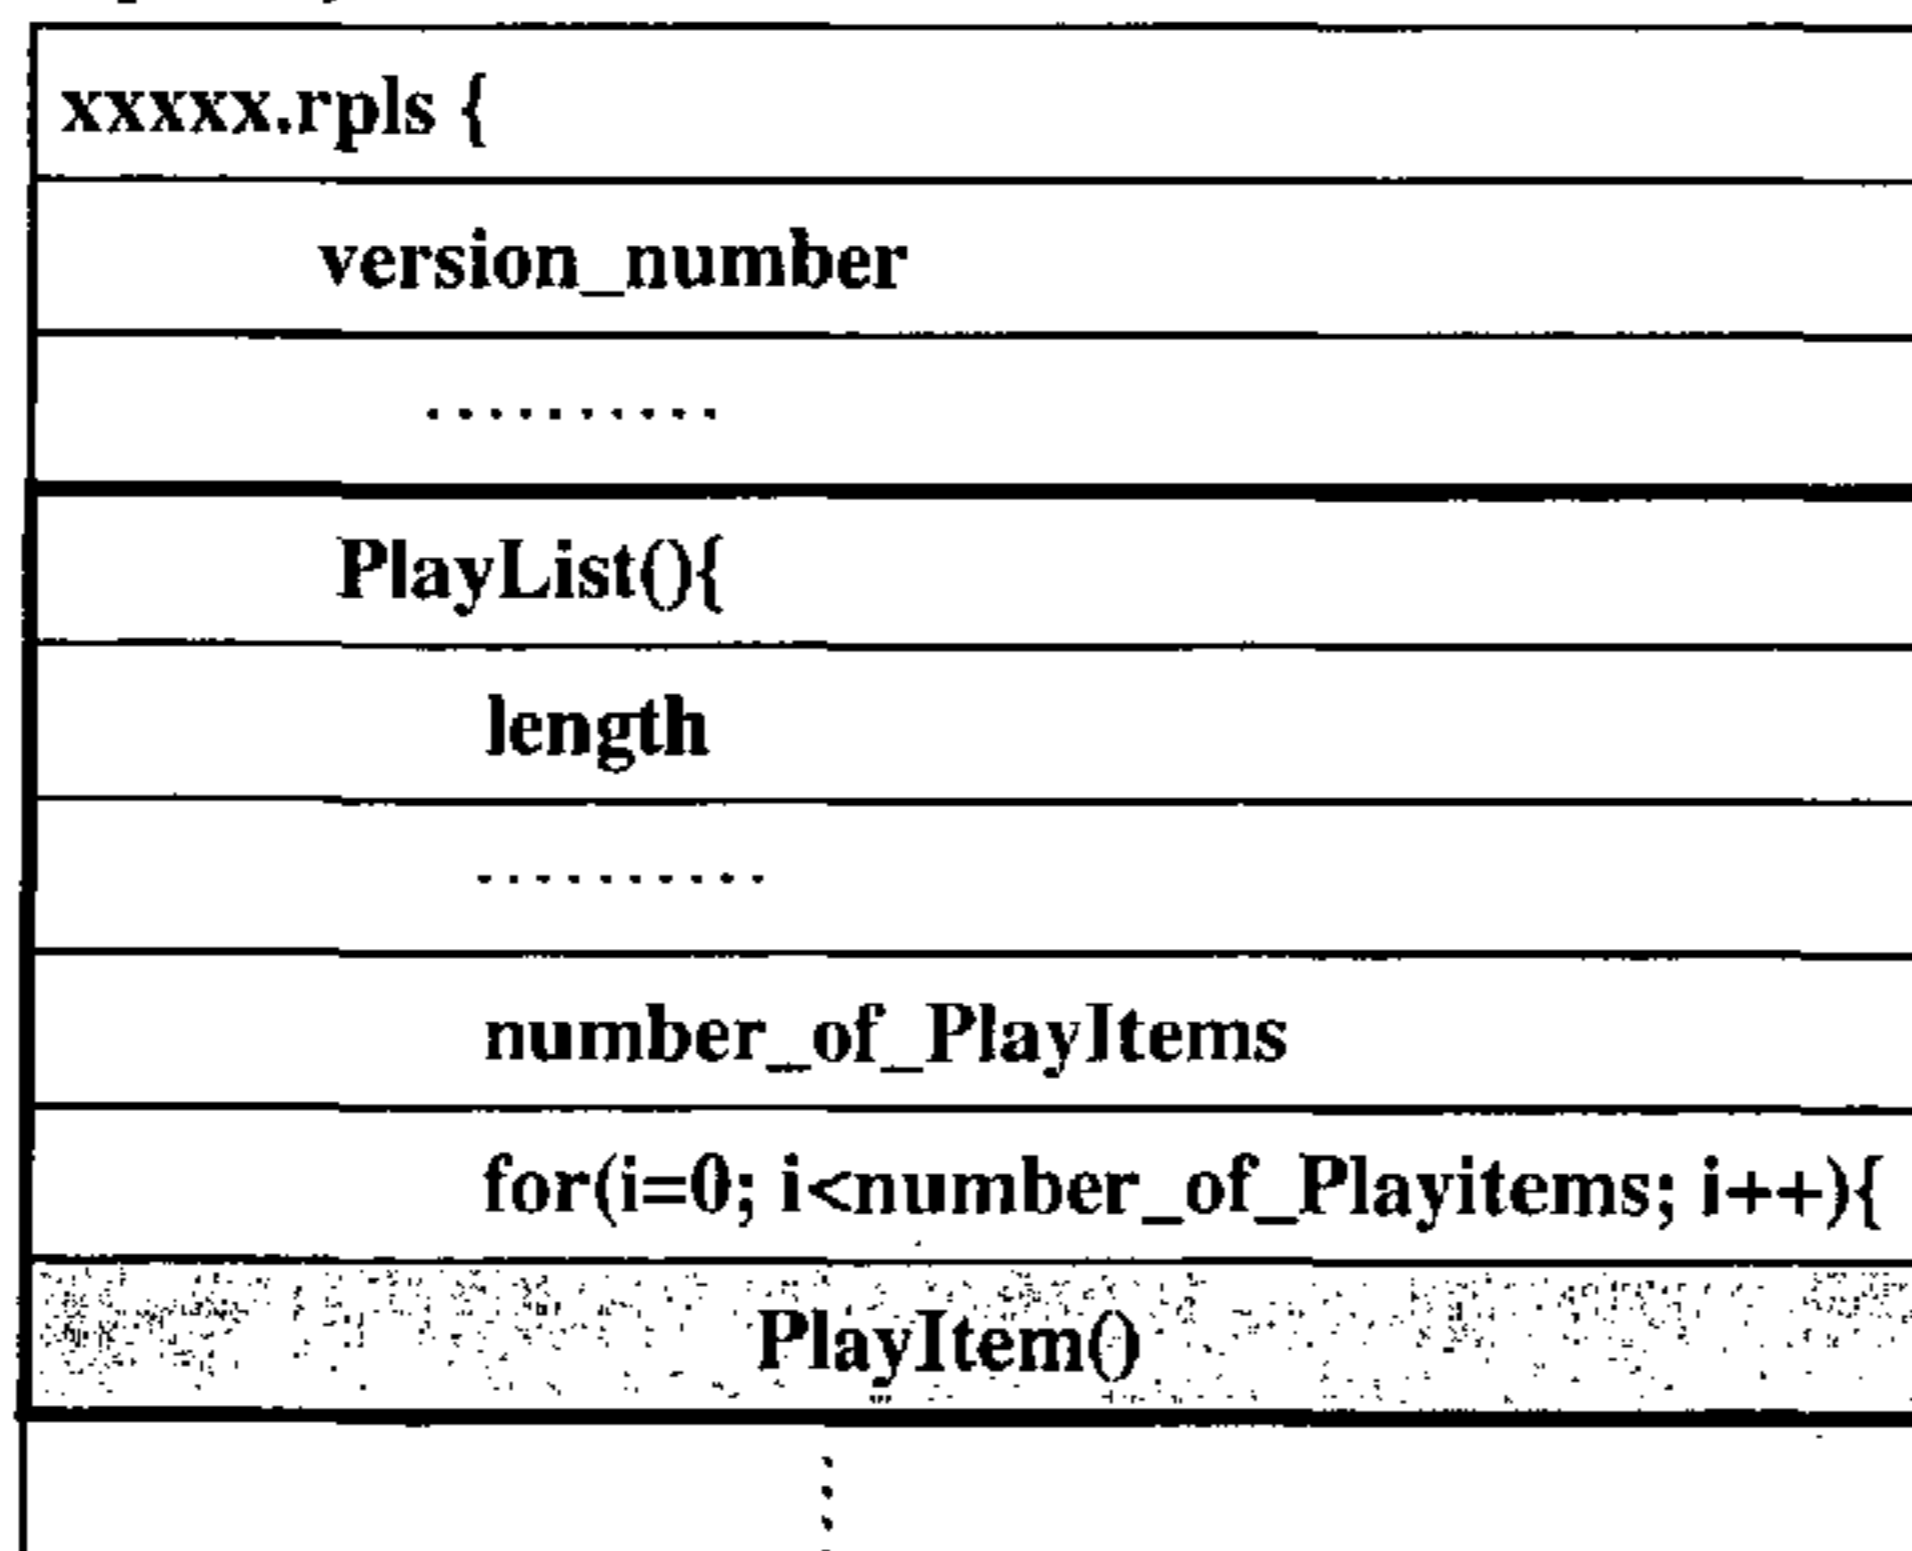 xxxxx.rpls {
version_number
..........
PlayList(){
length
..........
number_of_PlayItems
for(i=0; i<number_of_Playitems; i++){
PlayItem()